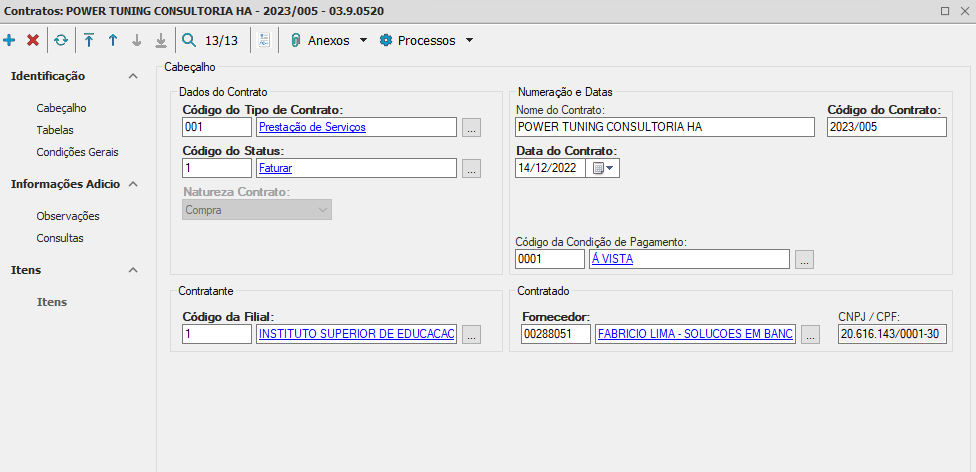 Contratos: POWER TUNING CONSULTORIA HA - 2023/005 - 03.9.0520
13/13 Anexos Processos
Identificação
Cabeçalho
Tabelas
Condições Gerais
Informações Adicio
Observações
Consultas
Itens
Itens
Cabeçalho
Dados do Contrato
Código do Tipo de Contrato:
001 Prestação de Serviços ...
Código do Status:
1 Faturar ...
Natureza Contrato:
Compra
Numeração e Datas
Nome do Contrato: Código do Contrato:
POWER TUNING CONSULTORIA HA 2023/005
Data do Contrato:
14/12/2022
Código da Condição de Pagamento:
0001 Á VISTA ...
Contratante
Código da Filial:
1 INSTITUTO SUPERIOR DE EDUCACAO ...
Contratado
Fornecedor: CNPJ / CPF:
00288051 FABRICIO LIMA - SOLUCOES EM BANC ... 20.616.143/0001-30